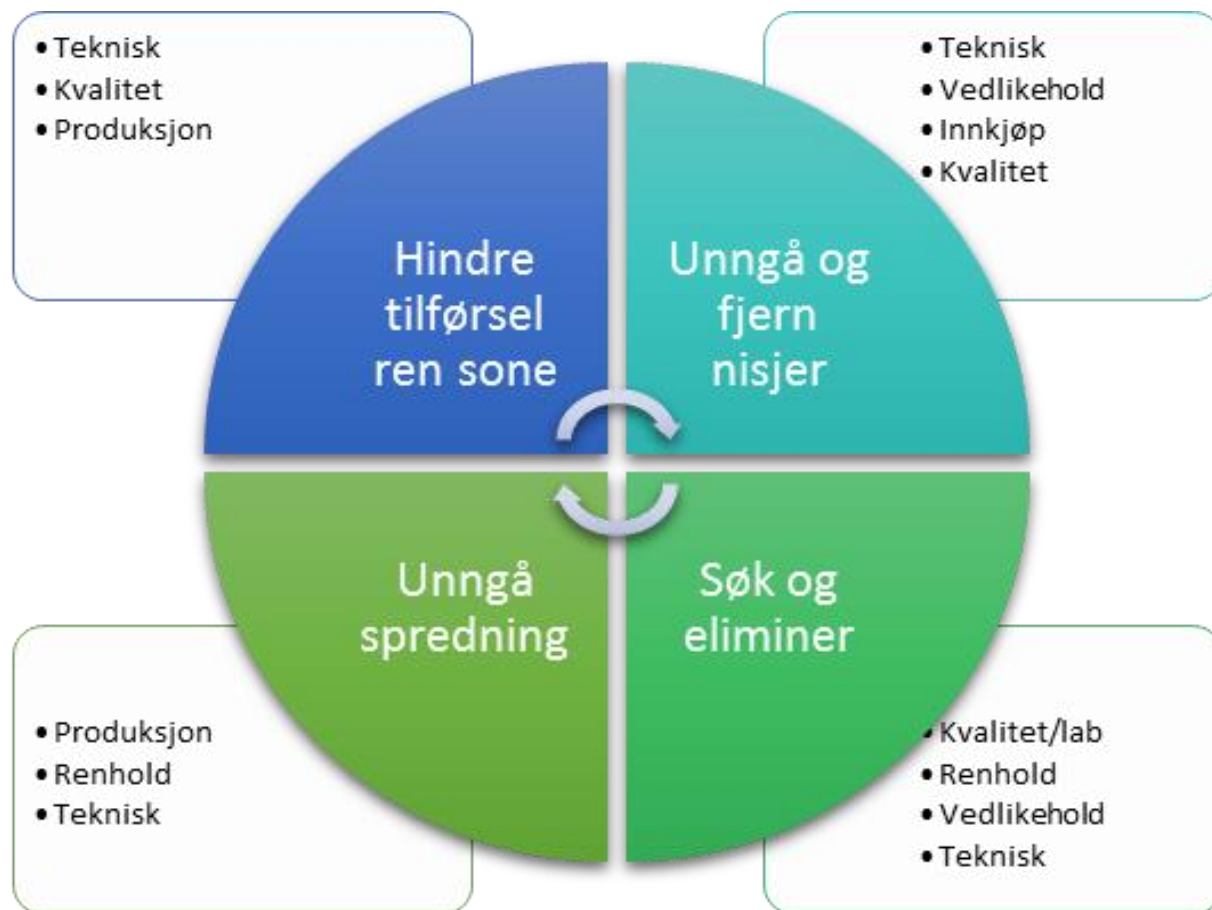 • Teknisk
• Kvalitet
• Produksjon
• Teknisk
• Vedlikehold
• Innkjøp
• Kvalitet
Hindre
tilførsel
ren sone
Unngå og
fjern
nisjer
Unngå
spredning
Søk og
eliminer
• Produksjon
• Renhold
• Teknisk
• Kvalitet/lab
• Renhold
• Vedlikehold
• Teknisk